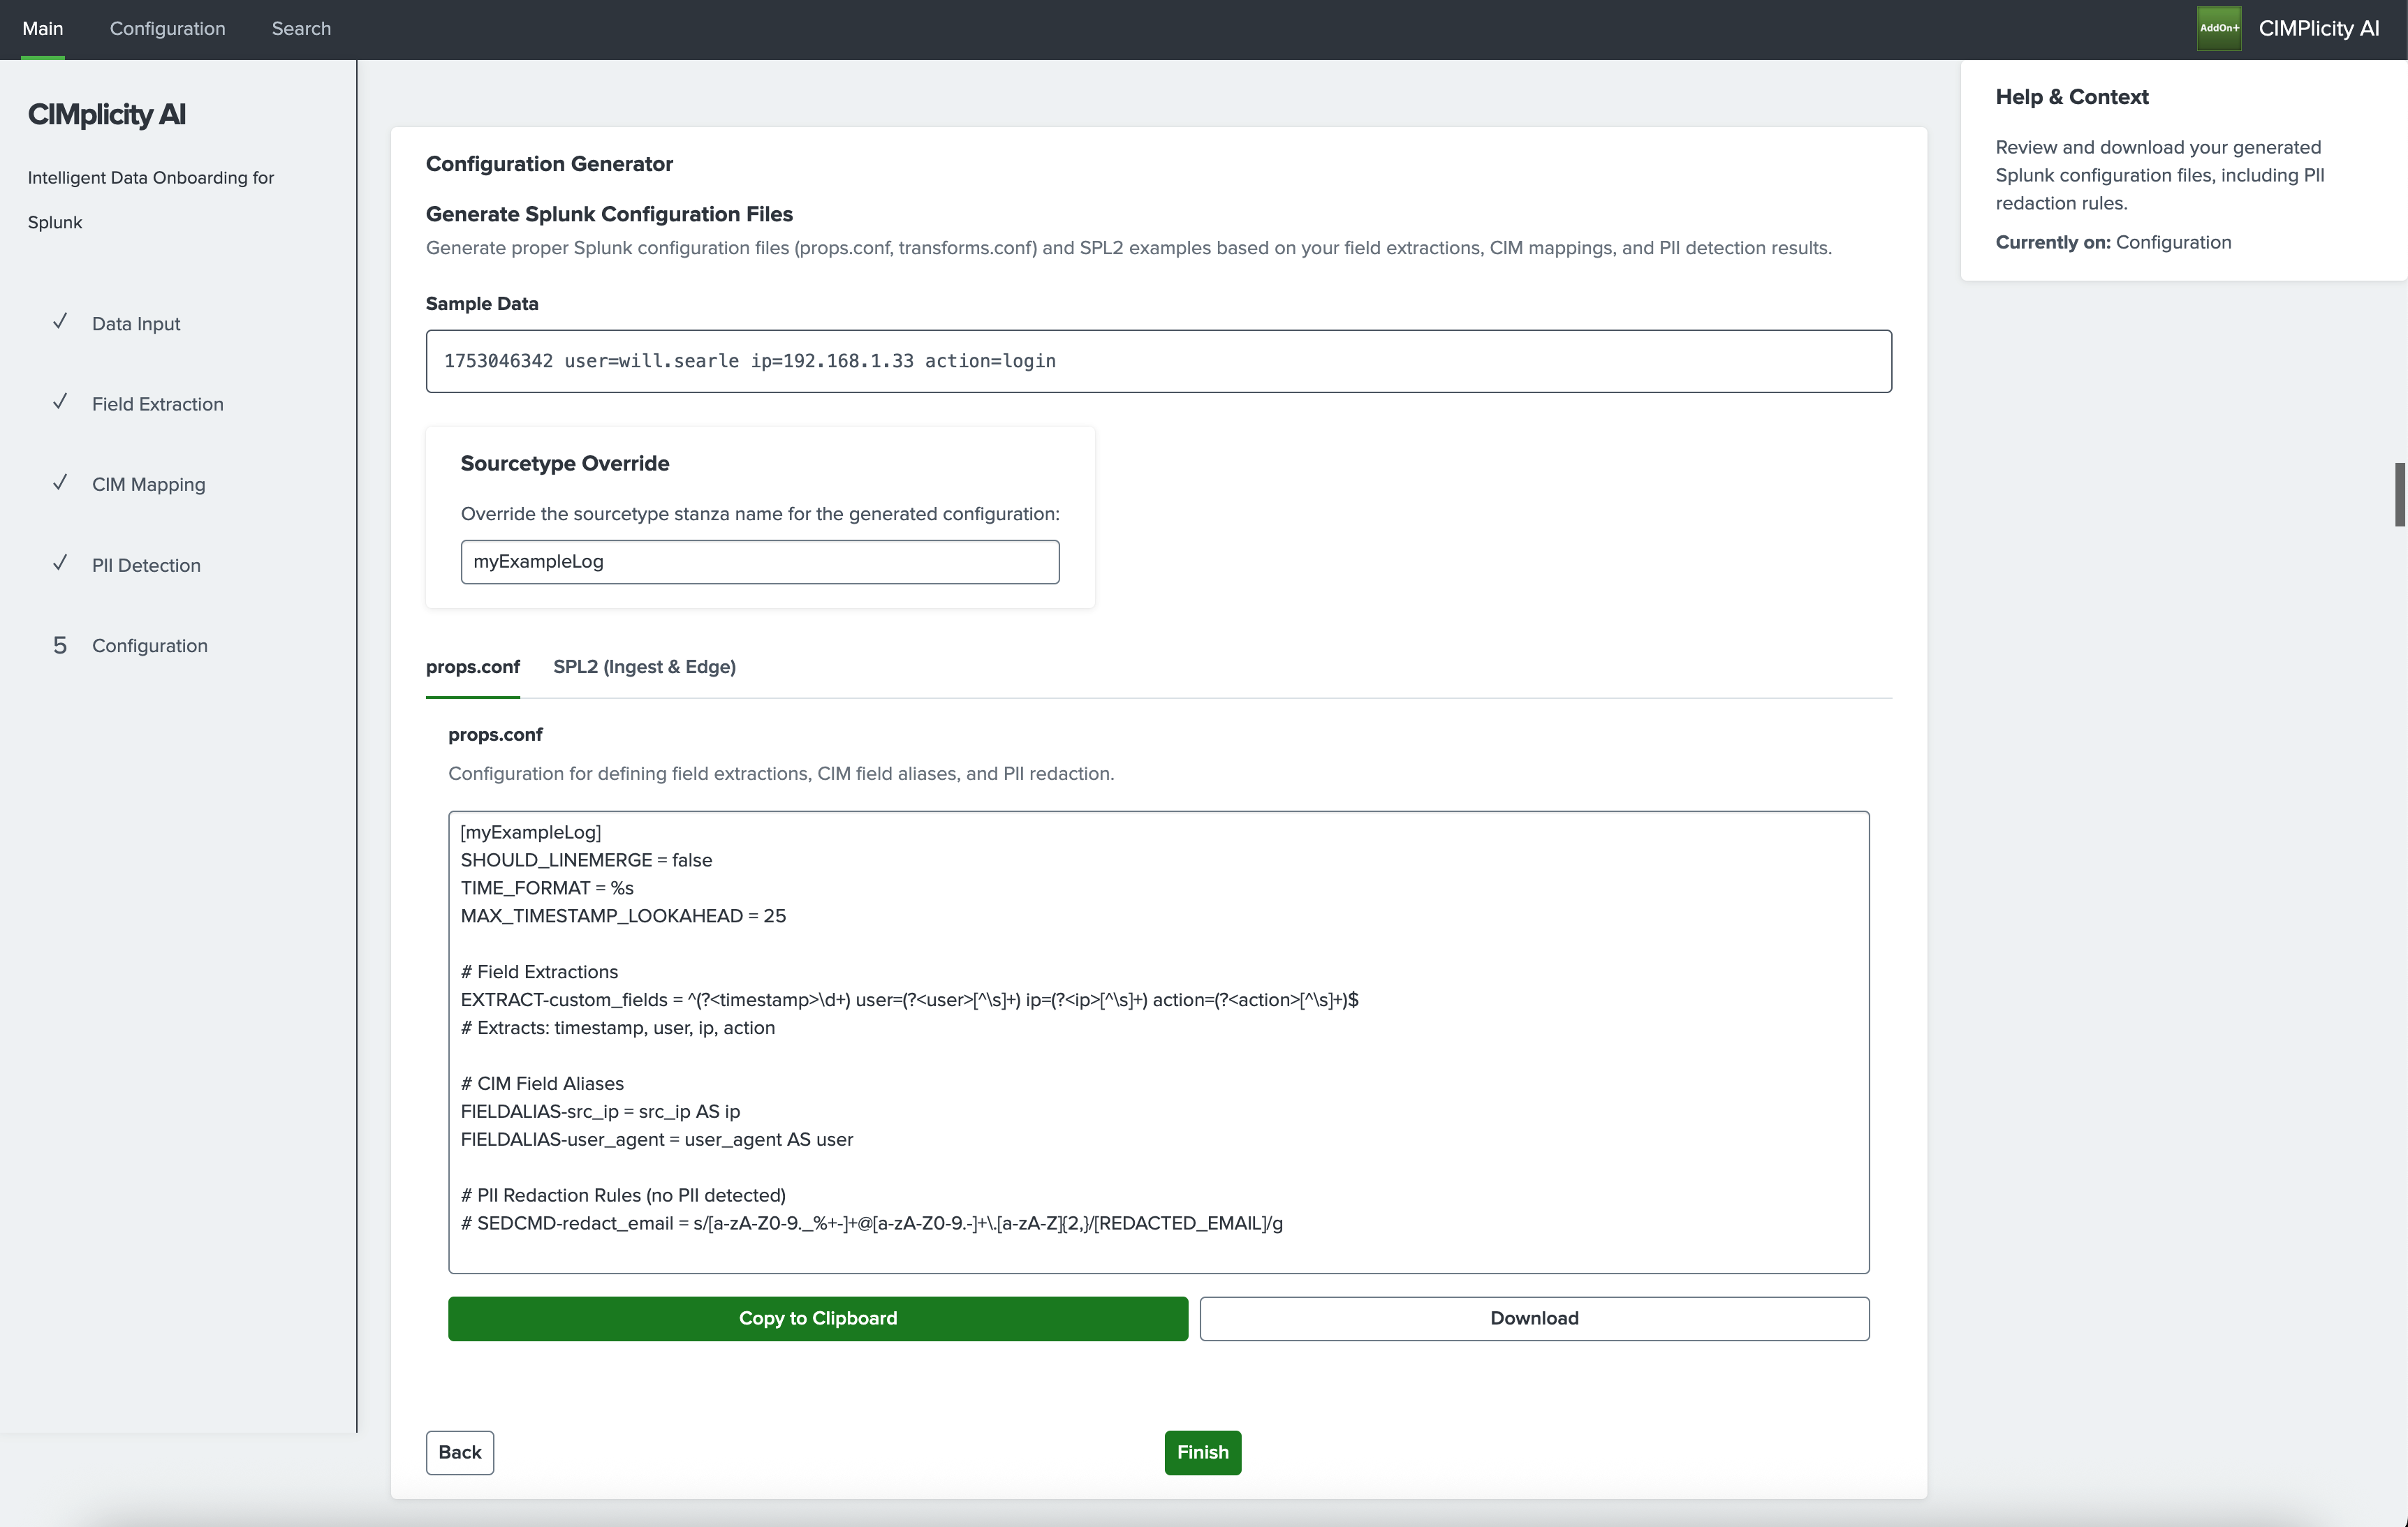 Main
Configuration
Search
AddOn+
CIMPlicity AI
CIMplicity AI
Intelligent Data Onboarding for
Splunk
Data Input
Field Extraction
CIM Mapping
PII Detection
5 Configuration
Configuration Generator
Generate Splunk Configuration Files
Generate proper Splunk configuration files (props.conf, transforms.conf) and SPL2 examples based on your field extractions, CIM mappings, and PII detection results.
Sample Data
1753046342 user=will.searle ip=192.168.1.33 action=login
Sourcetype Override
Override the sourcetype stanza name for the generated configuration:
myExampleLog
props.conf
SPL2 (Ingest & Edge)
props.conf
Configuration for defining field extractions, CIM field aliases, and PII redaction.
[myExampleLog]
SHOULD_LINEMERGE = false
TIME_FORMAT = %s
MAX_TIMESTAMP_LOOKAHEAD = 25
# Field Extractions
EXTRACT-custom_fields = ^(?<timestamp>\d+) user=(?<user>[^\s]+) ip=(?<ip>[^\s]+) action=(?<action>[^\s]+)$
# Extracts: timestamp, user, ip, action
# CIM Field Aliases
FIELDALIAS-src_ip = src_ip AS ip
FIELDALIAS-user_agent = user_agent AS user
# PII Redaction Rules (no PII detected)
# SEDCMD-redact_email = s/[a-zA-Z0-9._%+-]+@[a-zA-Z0-9.-]+\.[a-zA-Z]{2,}/[REDACTED_EMAIL]/g
Copy to Clipboard
Download
Back
Finish
Help & Context
Review and download your generated
Splunk configuration files, including PII
redaction rules.
Currently on: Configuration